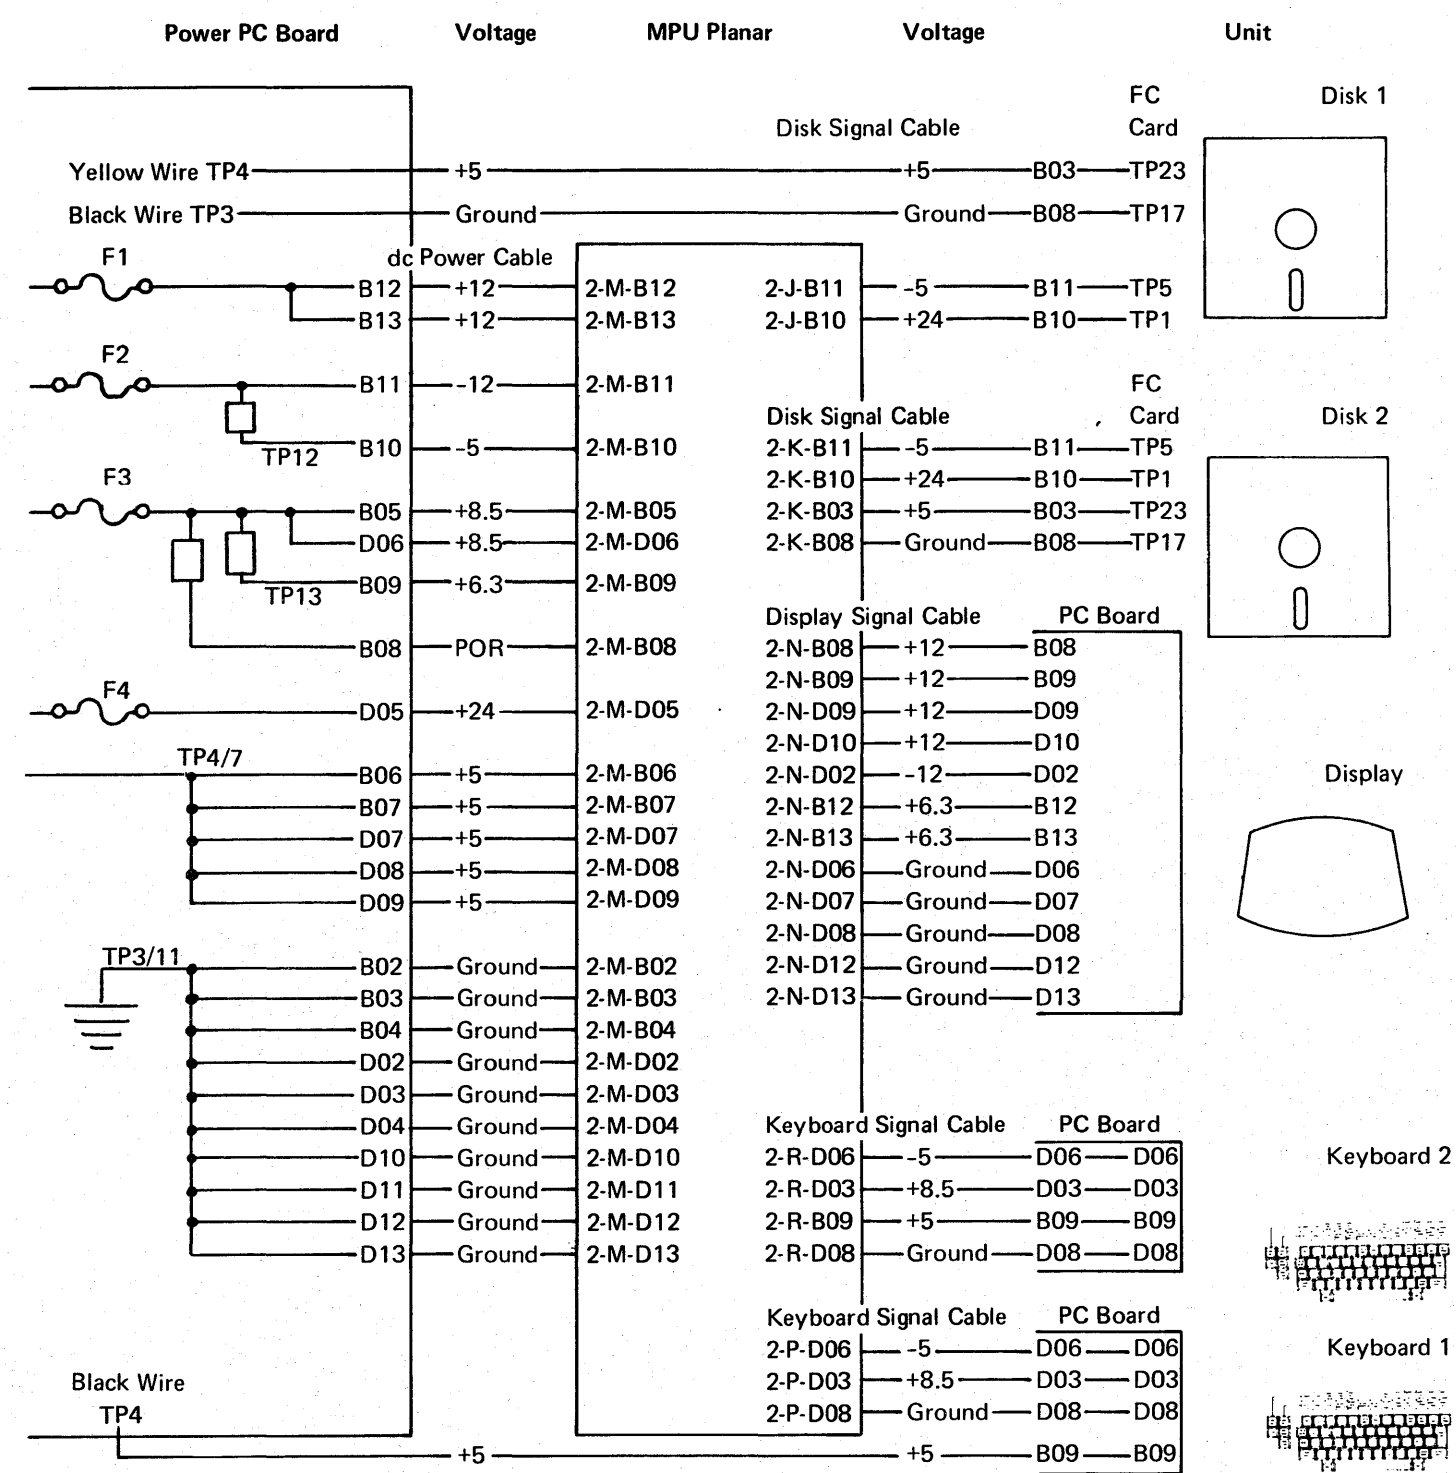 Power PC Board Voltage MPU Planar Voltage Unit
FC Disk 1
Disk Signal Cable Card
Yellow Wire TP4 +5 +5 B03 TP23
Black Wire TP3 Ground Ground B08 TP17
F1 dc Power Cable
B12 +12 2-M-B12 2-J-B11 -5 B11 TP5
B13 +12 2-M-B13 2-J-B10 +24 B10 TP1
F2
B11 -12 2-M-B11 FC
Disk Signal Cable Card Disk 2
TP12 B10 -5 2-M-B10 2-K-B11 -5 B11 TP5
F3 2-K-B10 +24 B10 TP1
B05 +8.5 2-M-B05 2-K-B03 +5 B03 TP23
D06 +8.5 2-M-D06 2-K-B08 Ground B08 TP17
TP13 B09 +6.3 2-M-B09
Display Signal Cable PC Board
B08 POR 2-M-B08 2-N-B08 +12 B08
2-N-B09 +12 B09
F4 D05 +24 2-M-D05 2-N-D09 +12 D09
2-N-D10 +12 D10
TP4/7
B06 +5 2-M-B06 2-N-D02 -12 D02 Display
B07 +5 2-M-B07 2-N-B12 +6.3 B12
D07 +5 2-M-D07 2-N-B13 +6.3 B13
D08 +5 2-M-D08 2-N-D06 Ground D06
D09 +5 2-M-D09 2-N-D07 Ground D07
2-N-D08 Ground D08
TP3/11 B02 Ground 2-M-B02 2-N-D12 Ground D12
B03 Ground 2-M-B03 2-N-D13 Ground D13
B04 Ground 2-M-B04
D02 Ground 2-M-D02
D03 Ground 2-M-D03
D04 Ground 2-M-D04 Keyboard Signal Cable PC Board
D10 Ground 2-M-D10 2-R-D06 -5 D06 D06 Keyboard 2
D11 Ground 2-M-D11 2-R-D03 +8.5 D03 D03
D12 Ground 2-M-D12 2-R-B09 +5 B09 B09
D13 Ground 2-M-D13 2-R-D08 Ground D08 D08
Keyboard Signal Cable PC Board
2-P-D06 -5 D06 D06 Keyboard 1
Black Wire 2-P-D03 +8.5 D03 D03
TP4 2-P-D08 Ground D08 D08
+5 +5 B09 B09